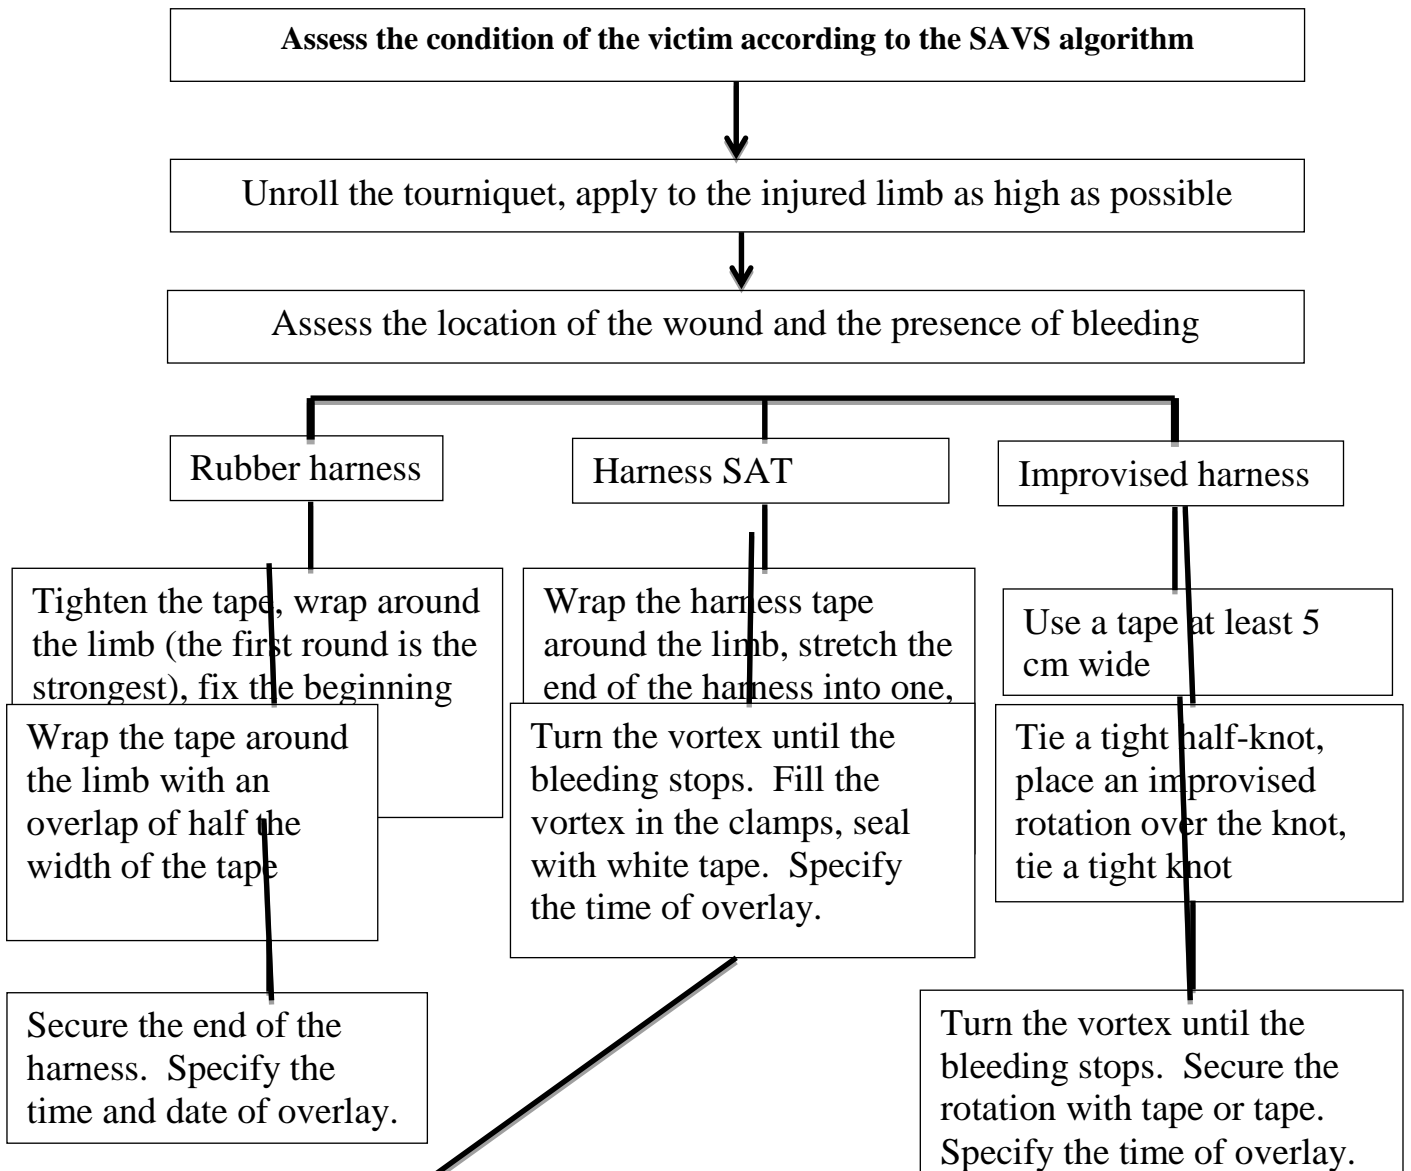 Assess the condition of the victim according to the SAVS algorithm
Unroll the tourniquet, apply to the injured limb as high as possible
Assess the location of the wound and the presence of bleeding
Rubber harness
Harness SAT
Improvised harness
Tighten the tape, wrap around
the limb (the first round is the
strongest), fix the beginning
Wrap the harness tape
around the limb, stretch the
end of the harness into one,
Use a tape at least 5
cm wide
Wrap the tape around
the limb with an
overlap of half the
width of the tape
Turn the vortex until the
bleeding stops. Fill the
vortex in the clamps, seal
with white tape. Specify
the time of overlay.
Tie a tight half-knot,
place an improvised
rotation over the knot,
tie a tight knot
Secure the end of the
harness. Specify the
time and date of overlay.
Turn the vortex until the
bleeding stops. Secure the
rotation with tape or tape.
Specify the time of overlay.